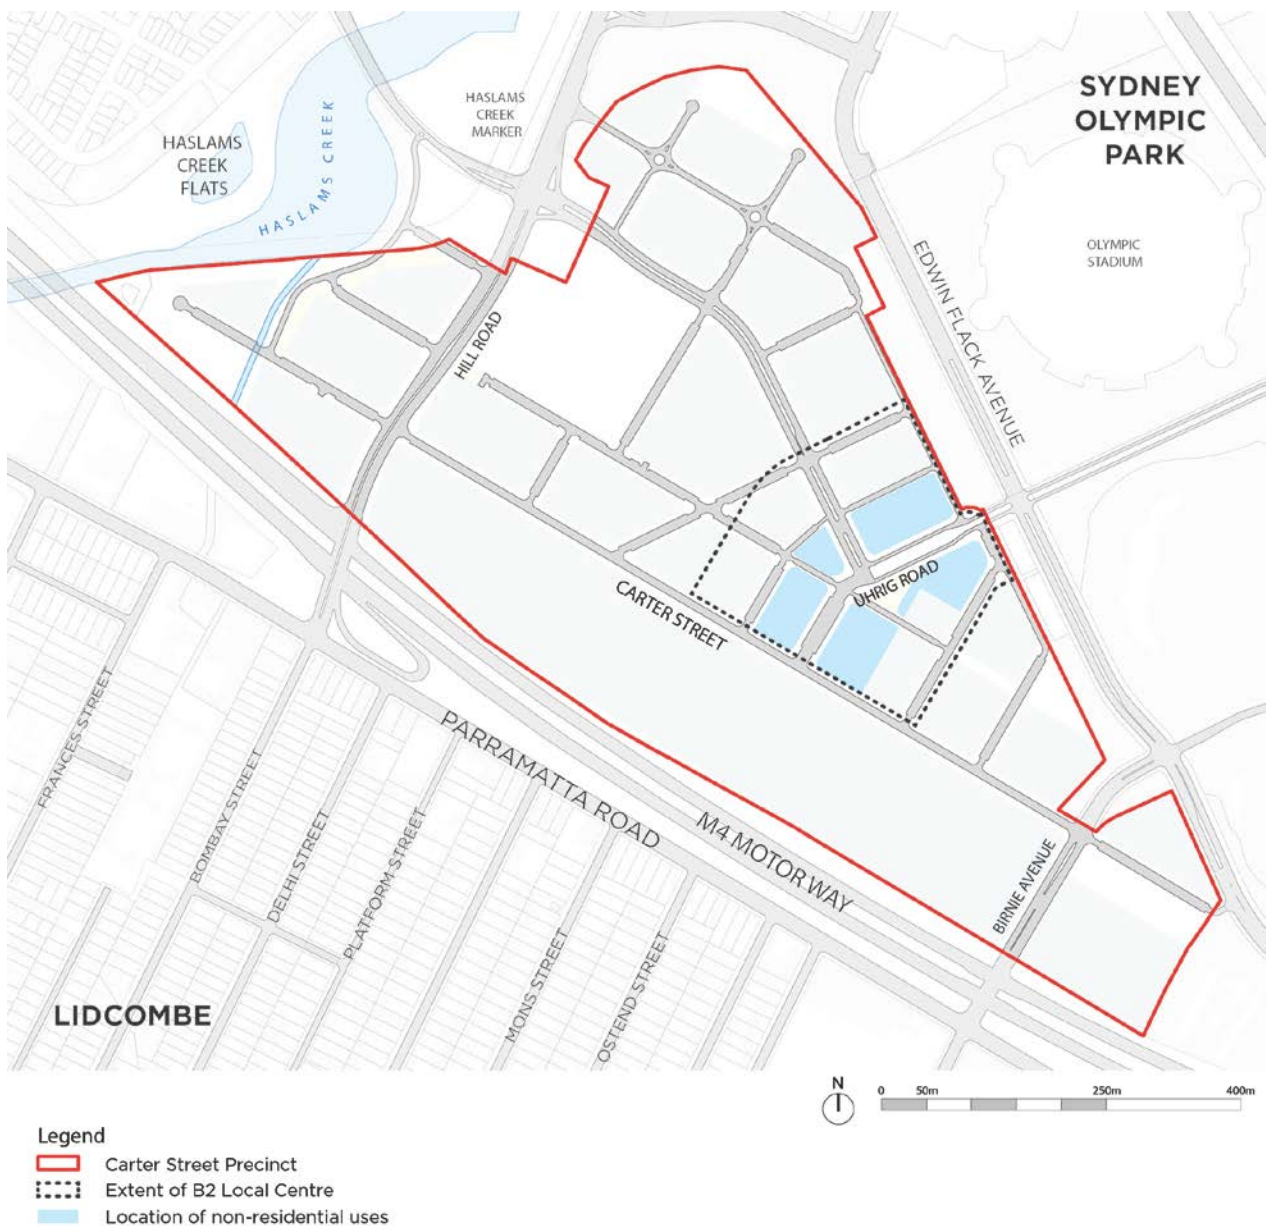 SYDNEY
OLYMPIC
PARK
HASLAMS
CREEK
MARKER
HASLAMS
CREEK
FLATS
HASLAMS CREEK
OLYMPIC
STADIUM
EDWIN FLACK AVENUE
HILL ROAD
UHRIG ROAD
CARTER STREET
PARRAMATTA ROAD
M4 MOTORWAY
BIRNIE AVENUE
FRANCES STREET
BOMBAY STREET
DELHI STREET
PLATFORM STREET
MONS STREET
OSTEND STREET
LIDCOMBE
N
0 50m 250m 400m
Legend
Carter Street Precinct
Extent of B2 Local Centre
Location of non-residential uses